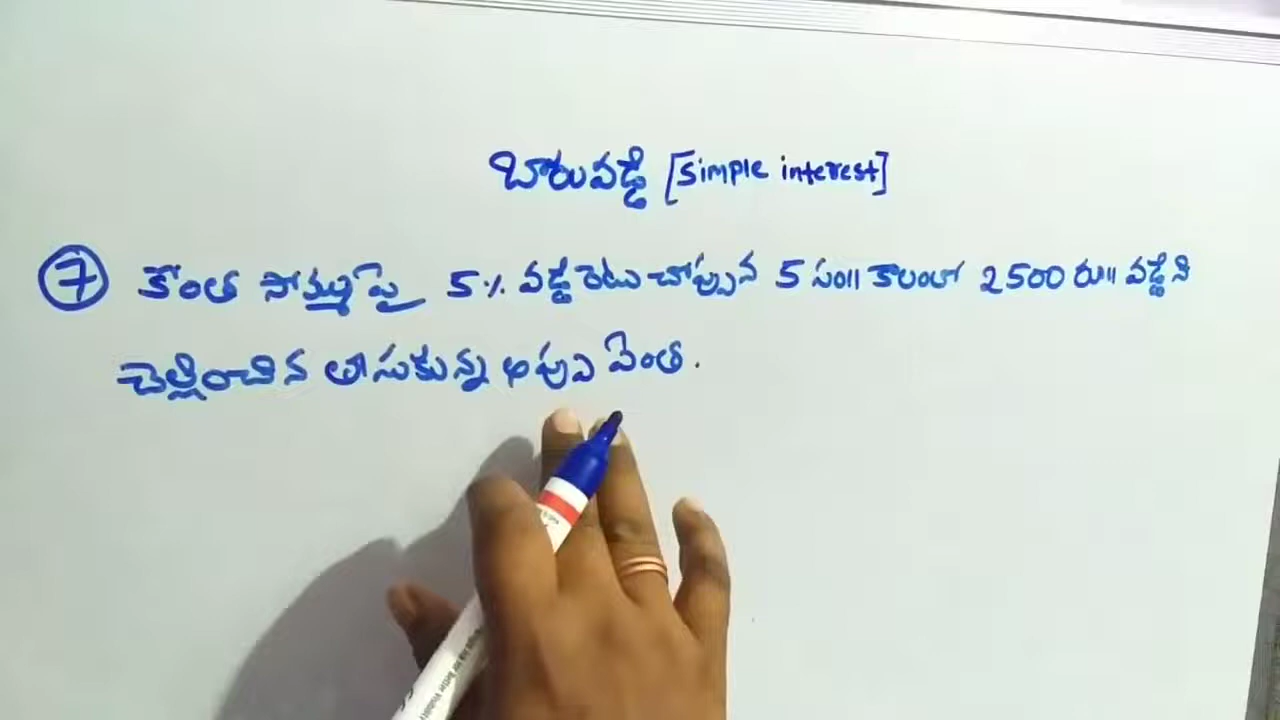 బారువడ్డీ [simple interest]
7 కొంత సొమ్ముపై 5% వడ్డీరేటు చొప్పున 5 సం॥ కాలంలో 2500 రూ॥ వడ్డీని
చెల్లించిన తీసుకున్న అప్పు ఎంత.